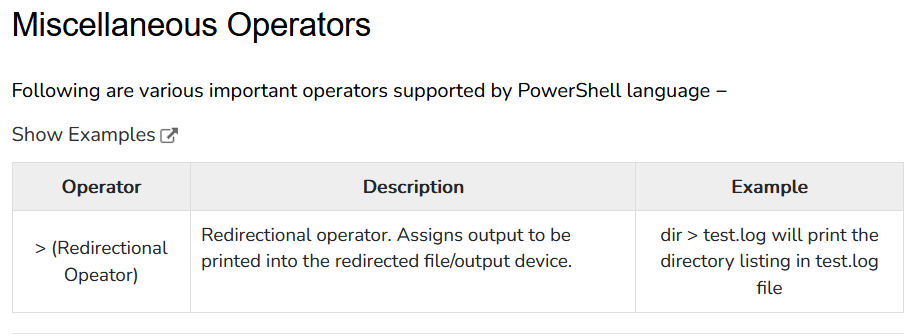 Miscellaneous Operators
Following are various important operators supported by PowerShell language −
Show Examples
Operator Description Example
> (Redirectional Opeator)
Redirectional operator. Assigns output to be
printed into the redirected file/output device.
dir > test.log will print the
directory listing in test.log
file